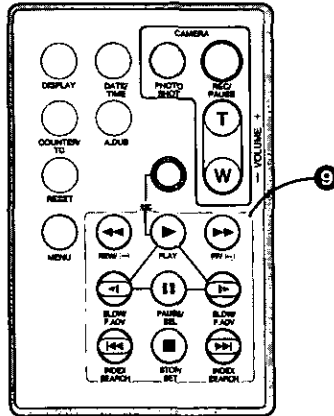 CAMERA
DISPLAY
DATE/
TIME
PHOTO
SHOT
REC/
PAUSE
COUNTER/
TC
A.DUB
T
W
– VOLUME +
RESET
MENU
9
REW/
PLAY
FF/
SLOW
F.ADV
PAUSE/
SEL
SLOW
F.ADV
INDEX
SEARCH
STOP/
SET
INDEX
SEARCH